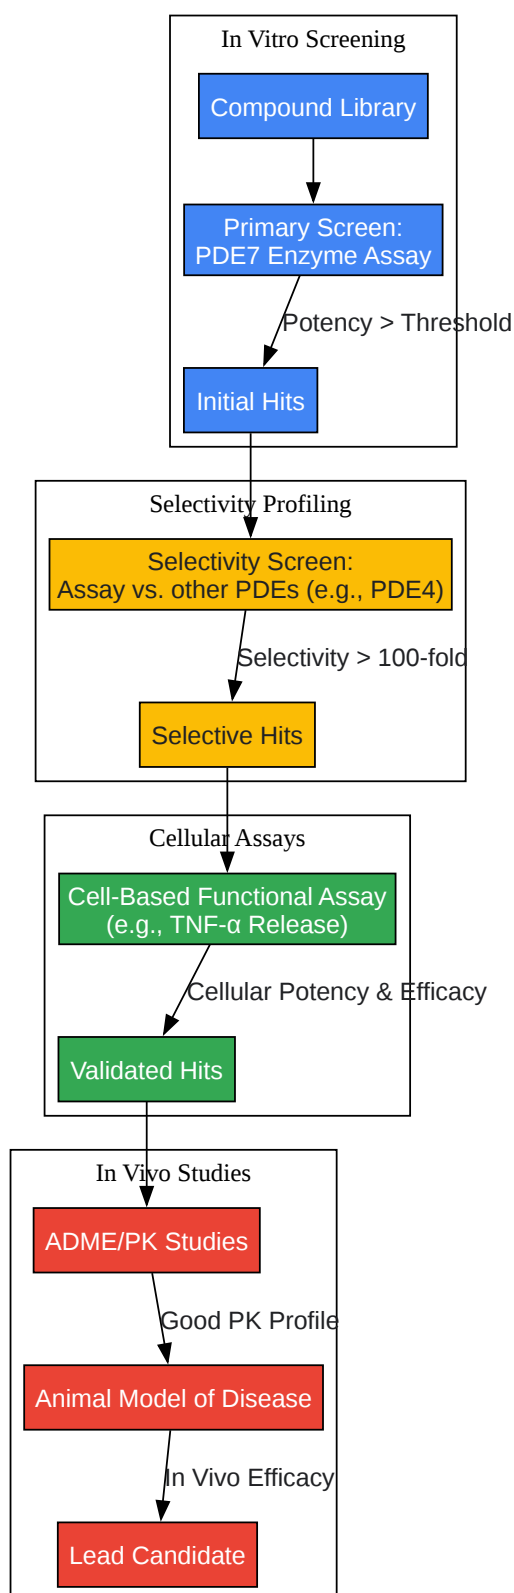 In Vitro Screening
Compound Library
Primary Screen:
PDE7 Enzyme Assay
Potency > Threshold
Initial Hits
Selectivity Profiling
Selectivity Screen:
Assay vs. other PDEs (e.g., PDE4)
Selectivity > 100-fold
Selective Hits
Cellular Assays
Cell-Based Functional Assay
(e.g., TNF-α Release)
Cellular Potency & Efficacy
Validated Hits
In Vivo Studies
ADME/PK Studies
Good PK Profile
Animal Model of Disease
In Vivo Efficacy
Lead Candidate